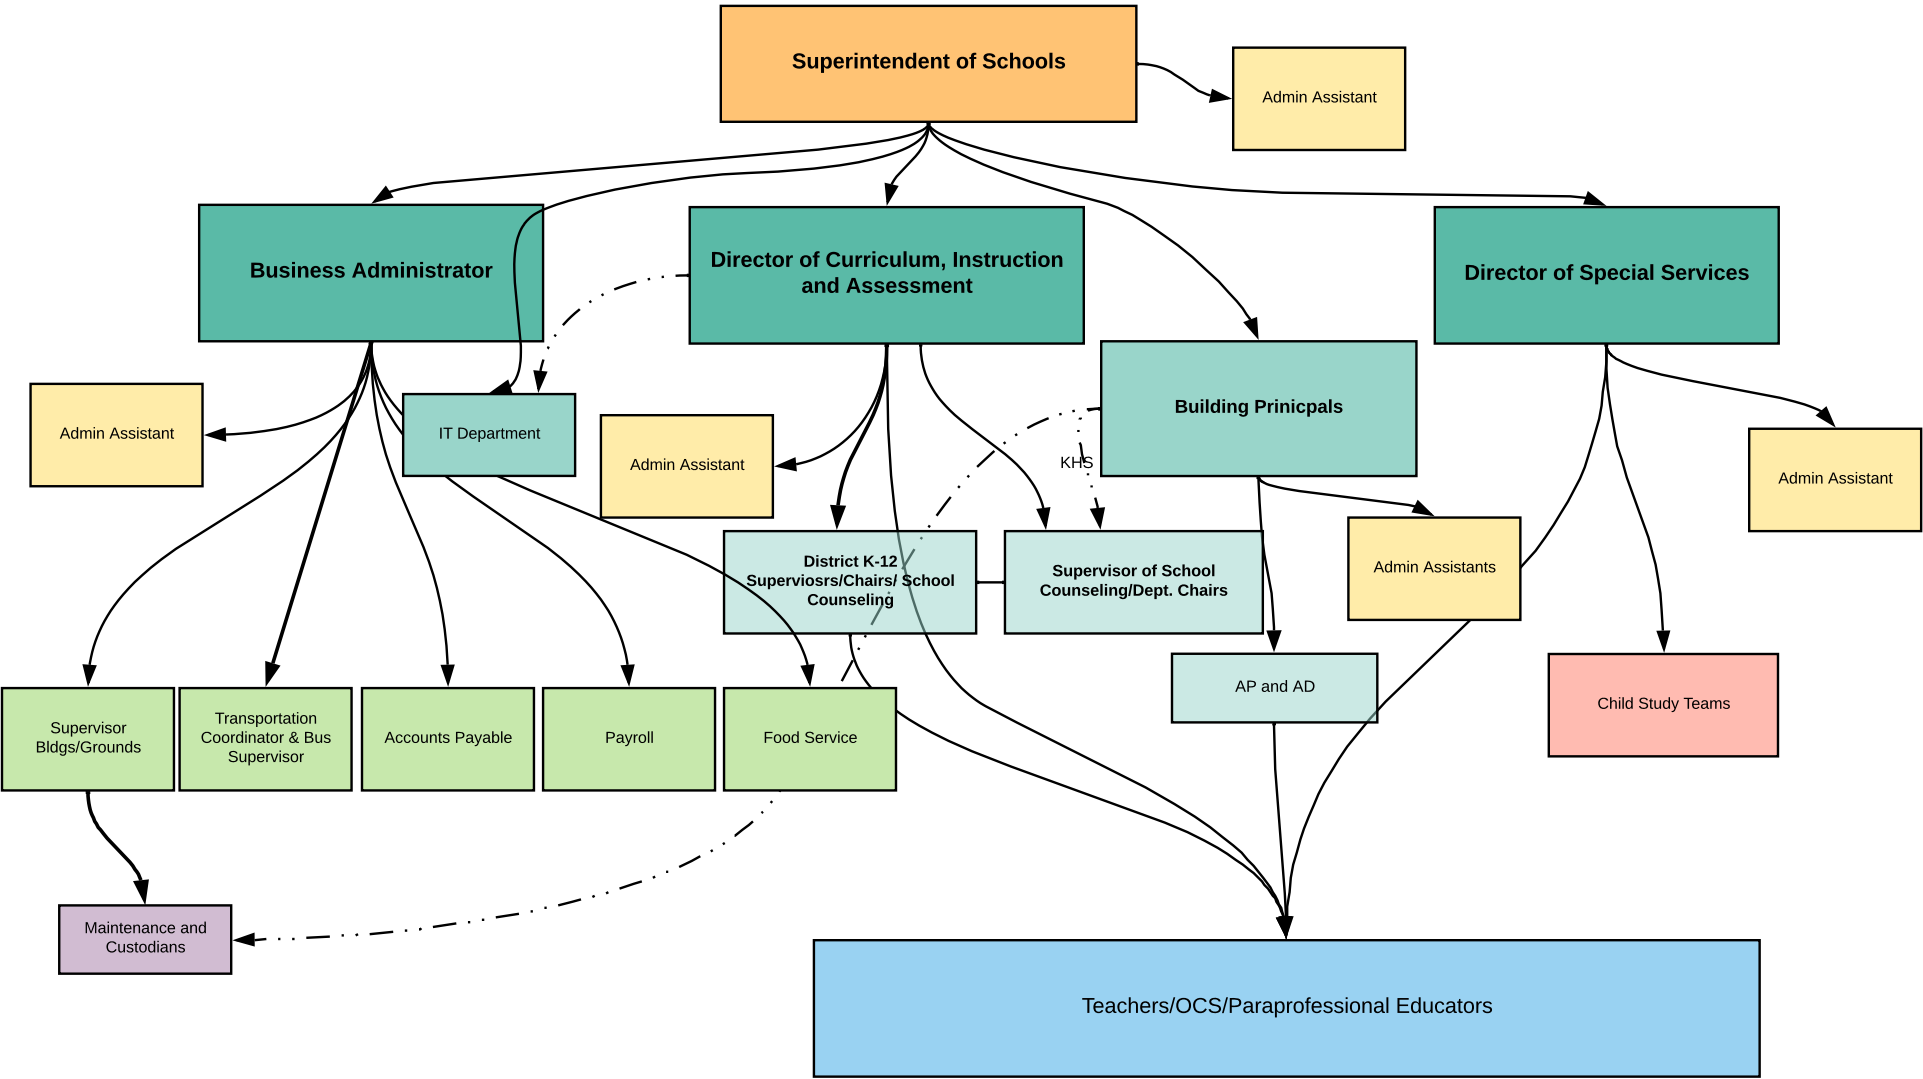 Superintendent of Schools
Admin Assistant
Business Administrator
Director of Curriculum, Instruction
and Assessment
Director of Special Services
Building Prinicpals
Admin Assistant
IT Department
Admin Assistant
KHS
Admin Assistant
District K-12
Superviosrs/Chairs/ School
Counseling
Supervisor of School
Counseling/Dept. Chairs
Admin Assistants
AP and AD
Child Study Teams
Supervisor
Bldgs/Grounds
Transportation
Coordinator & Bus
Supervisor
Accounts Payable
Payroll
Food Service
Maintenance and
Custodians
Teachers/OCS/Paraprofessional Educators